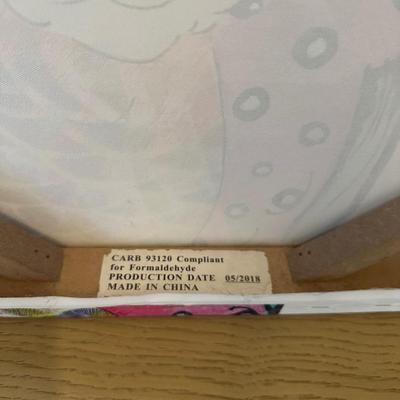 CARB 93120 Compliant
for Formaldehyde
PRODUCTION DATE 05/2018
MADE IN CHINA